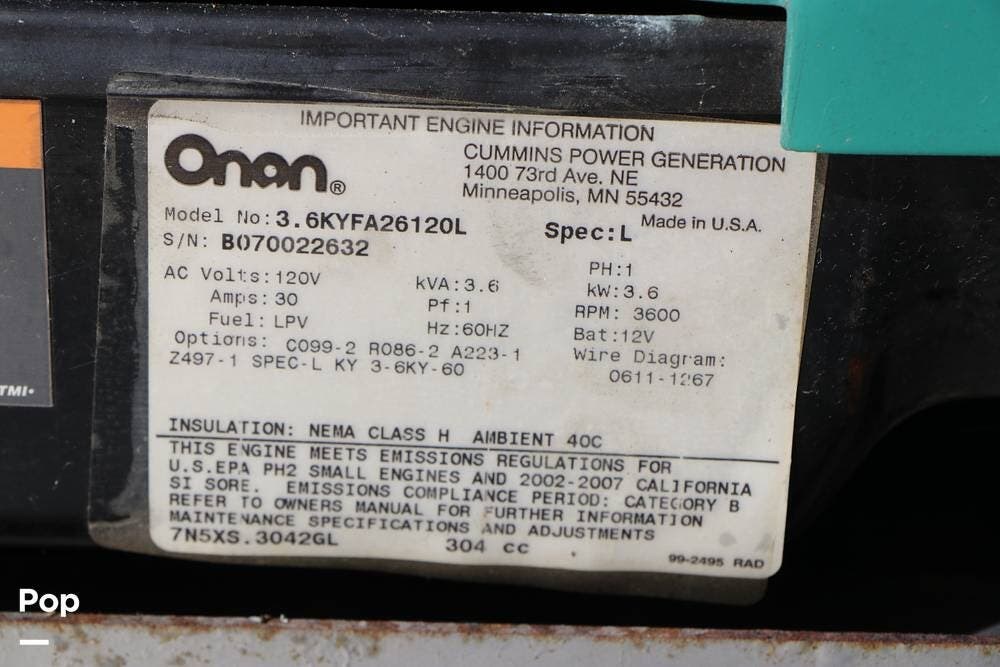 IMPORTANT ENGINE INFORMATION
Onan®
CUMMINS POWER GENERATION
1400 73rd Ave. NE
Minneapolis, MN 55432
Model No: 3.6KYFA26120L
Spec: L
Made in U.S.A.
S/N: B070022632
AC Volts: 120V
kVA: 3.6
PH: 1
Amps: 30
Pf: 1
kW: 3.6
Fuel: LPV
Hz: 60HZ
RPM: 3600
Bat: 12V
Options: C099-2 R086-2 A223-1
Z497-1 SPEC-L KY 3-6KY-60
Wire Diagram:
0611-1267
INSULATION: NEMA CLASS H AMBIENT 40C
THIS ENGINE MEETS EMISSIONS REGULATIONS FOR
U.S.EPA PH2 SMALL ENGINES AND 2002-2007 CALIFORNIA
SI SORE. EMISSIONS COMPLIANCE PERIOD: CATEGORY B
REFER TO OWNERS MANUAL FOR FURTHER INFORMATION
MAINTENANCE SPECIFICATIONS AND ADJUSTMENTS
7N5XS.3042GL 304 cc
99-2495 RAD
TMI•
Pop